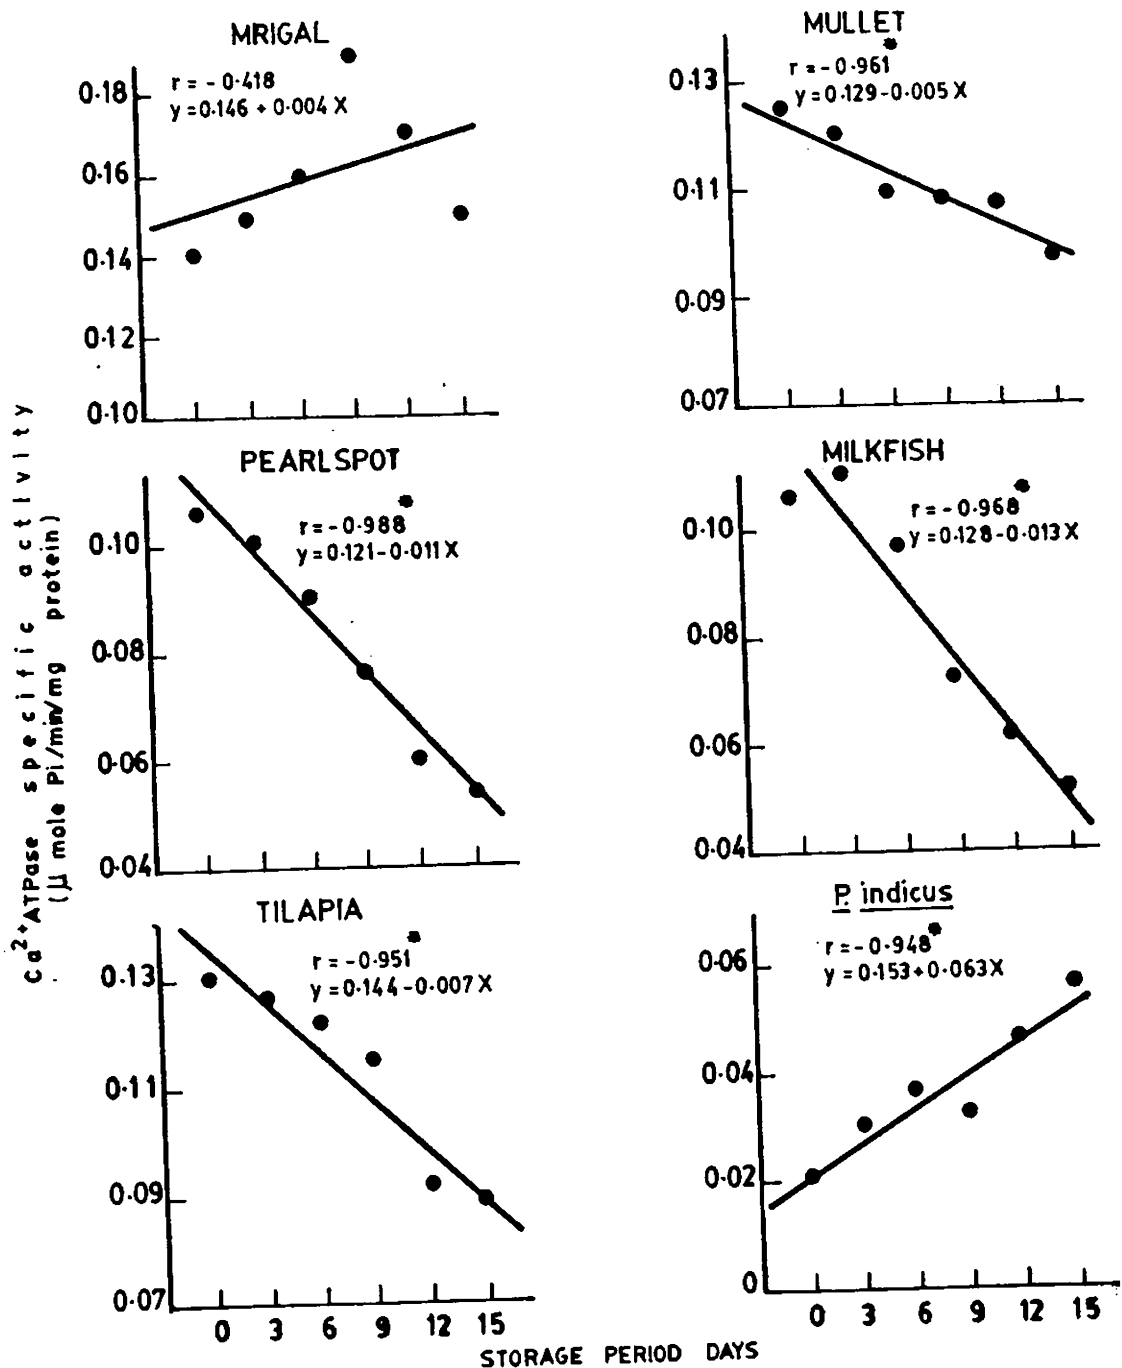 MRIGAL
r = - 0·418
y = 0·146 + 0·004 X
0·18
0·16
0·14
0·12
0·10
MULLET
*
r = - 0·961
y = 0·129 - 0·005 X
0·13
0·11
0·09
0·07
Ca2+ATPase specific activity
(μ mole Pi/min/mg protein)
PEARLSPOT
*
r = - 0·988
y = 0·121 - 0·011 X
0·10
0·08
0·06
0·04
MILKFISH
*
r = - 0·968
y = 0·128 - 0·013 X
0·10
0·08
0·06
0·04
TILAPIA
*
r = - 0·951
y = 0·144 - 0·007 X
0·13
0·11
0·09
0·07
0 3 6 9 12 15
P. indicus
*
r = - 0·948
y = 0·153 + 0·063 X
0·06
0·04
0·02
0
0 3 6 9 12 15
STORAGE PERIOD DAYS